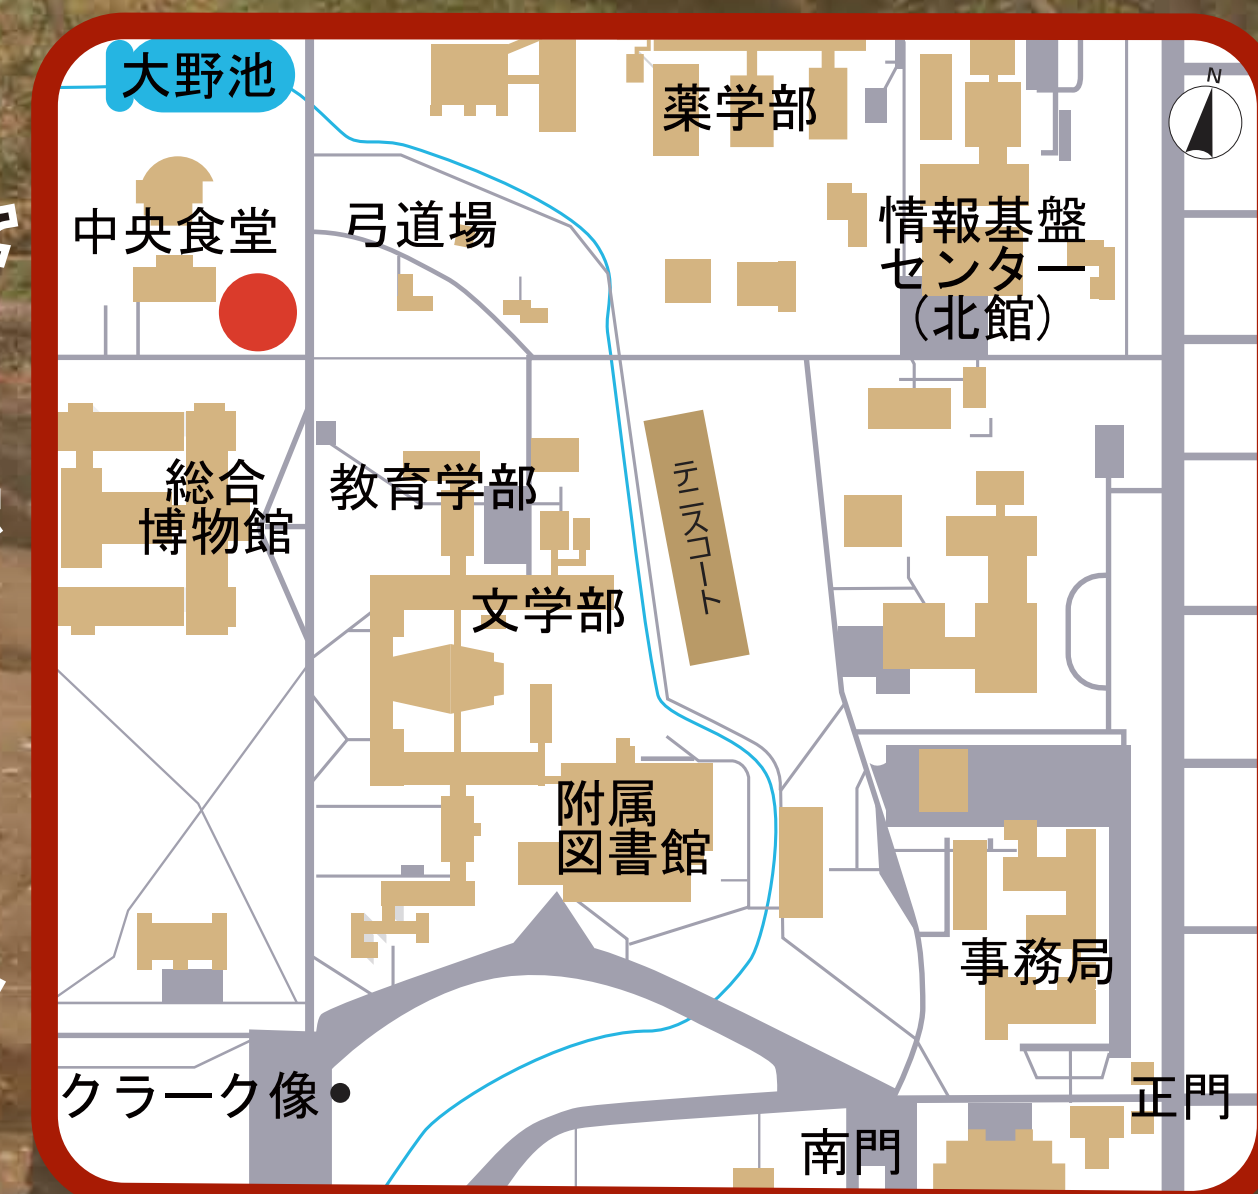 大野池
N
薬学部
中央食堂
弓道場
情報基盤
センター
（北館）
総合
博物館
教育学部
テニスコート
文学部
附属
図書館
事務局
クラーク像
正門
南門